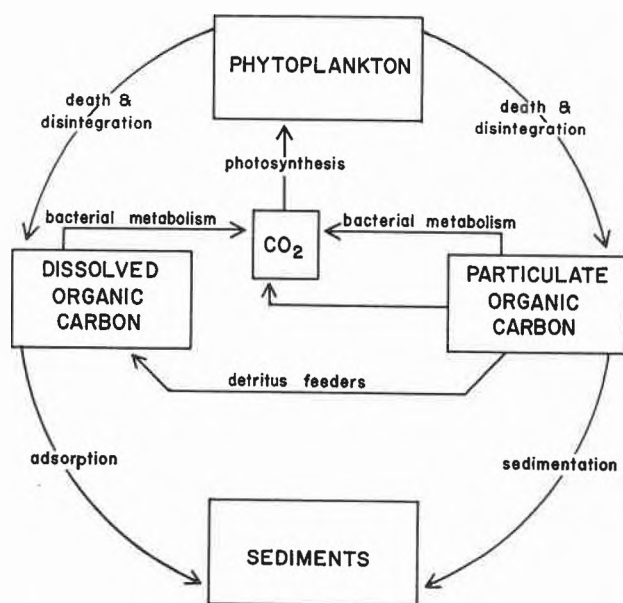 PHYTOPLANKTON
death &
disintegration
death &
disintegration
photosynthesis
bacterial metabolism
bacterial metabolism
CO₂
DISSOLVED
ORGANIC
CARBON
PARTICULATE
ORGANIC
CARBON
detritus feeders
adsorption
sedimentation
SEDIMENTS